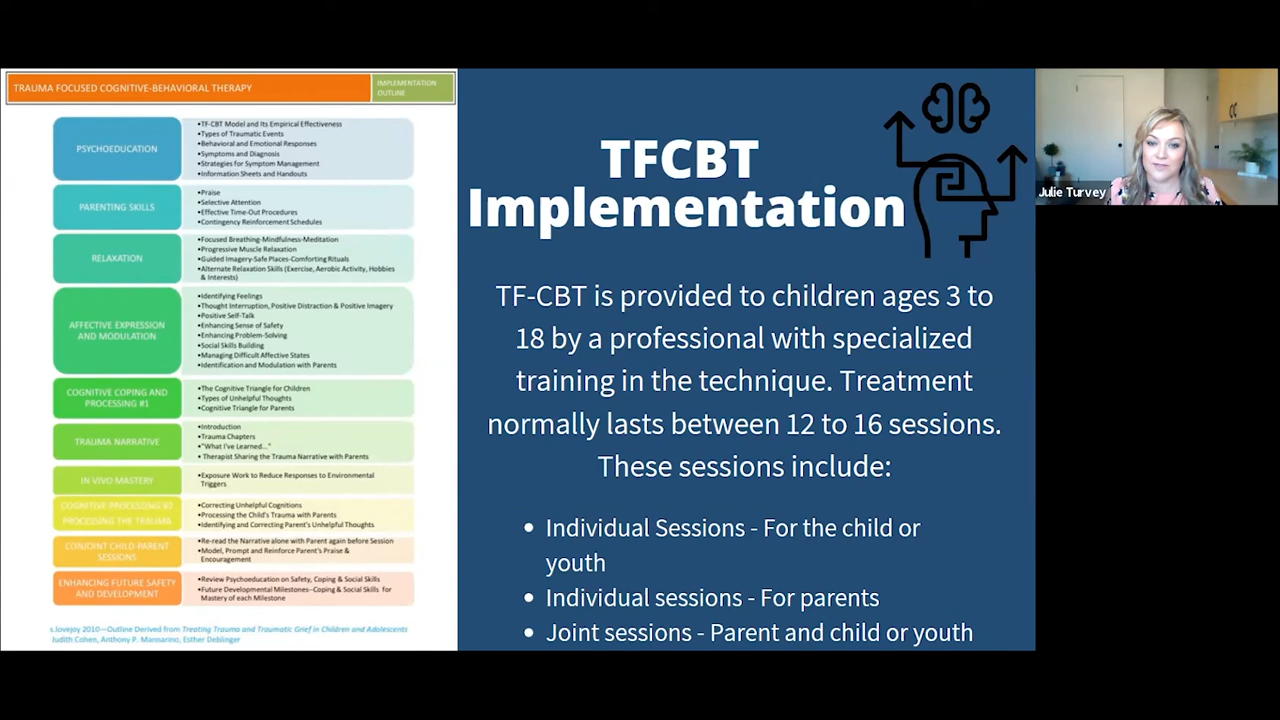 TRAUMA FOCUSED COGNITIVE-BEHAVIORAL THERAPY
IMPLEMENTATION
OUTLINE
PSYCHOEDUCATION
•TF-CBT Model and Its Empirical Effectiveness
•Types of Traumatic Events
•Behavioral and Emotional Responses
•Symptoms and Diagnosis
•Strategies for Symptom Management
•Information Sheets and Handouts
PARENTING SKILLS
•Praise
•Selective Attention
•Effective Time-Out Procedures
•Contingency Reinforcement Schedules
RELAXATION
•Focused Breathing-Mindfulness-Meditation
•Progressive Muscle Relaxation
•Guided Imagery-Safe Places-Comforting Rituals
•Alternate Relaxation Skills (Exercise, Aerobic Activity, Hobbies
& Interests)
AFFECTIVE EXPRESSION
AND MODULATION
•Identifying Feelings
•Thought Interruption, Positive Distraction & Positive Imagery
•Positive Self-Talk
•Enhancing Sense of Safety
•Enhancing Problem-Solving
•Social Skills Building
•Managing Difficult Affective States
•Identification and Modulation with Parents
COGNITIVE COPING AND
PROCESSING #1
•The Cognitive Triangle for Children
•Types of Unhelpful Thoughts
•Cognitive Triangle for Parents
TRAUMA NARRATIVE
•Introduction
•Trauma Chapters
•"What I've Learned..."
• Therapist Sharing the Trauma Narrative with Parents
IN VIVO MASTERY
•Exposure Work to Reduce Responses to Environmental
Triggers
COGNITIVE PROCESSING #2
PROCESSING THE TRAUMA
•Correcting Unhelpful Cognitions
•Processing the Child's Trauma with Parents
•Identifying and Correcting Parent's Unhelpful Thoughts
CONJOINT CHILD-PARENT
SESSIONS
•Re-read the Narrative alone with Parent again before Session
•Model, Prompt and Reinforce Parent's Praise &
Encouragement
ENHANCING FUTURE SAFETY
AND DEVELOPMENT
•Review Psychoeducation on Safety, Coping & Social Skills
•Future Developmental Milestones--Coping & Social Skills for
Mastery of each Milestone
s.lovejoy 2010—Outline Derived from Treating Trauma and Traumatic Grief in Children and Adolescents
Judith Cohen, Anthony P. Mannarino, Esther Deblinger
TFCBT
Implementation
TF-CBT is provided to children ages 3 to
18 by a professional with specialized
training in the technique. Treatment
normally lasts between 12 to 16 sessions.
These sessions include:
• Individual Sessions - For the child or
youth
• Individual sessions - For parents
• Joint sessions - Parent and child or youth
Julie Turvey